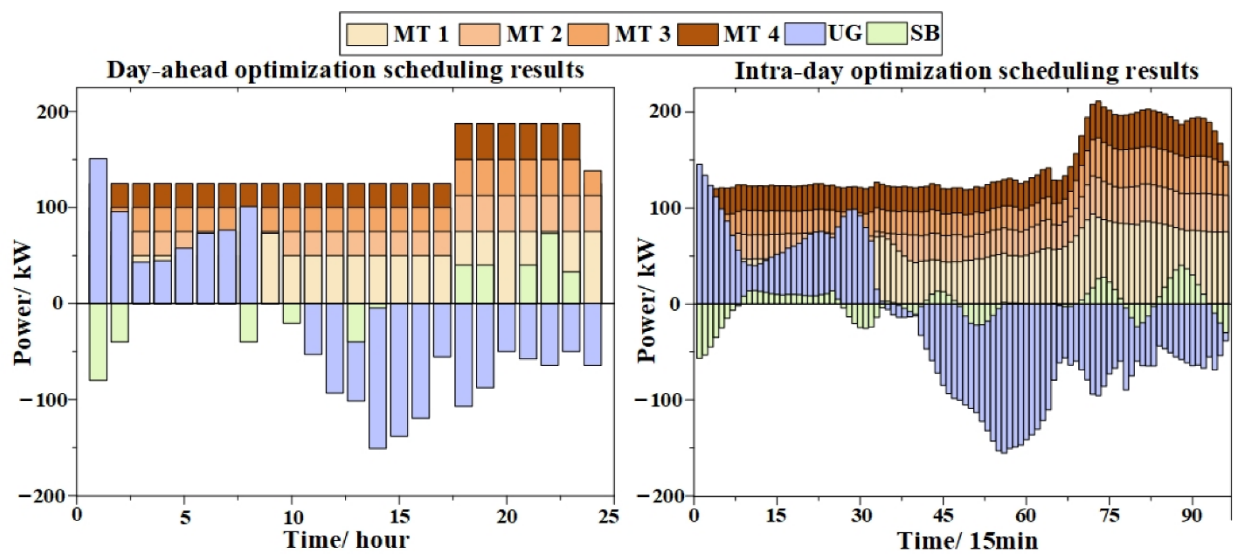 MT 1 MT 2 MT 3 MT 4 UG SB
Day-ahead optimization scheduling results
Power/ kW
200
100
0
−100
−200
0 5 10 15 20 25
Time/ hour
Intra-day optimization scheduling results
Power/ kW
200
100
0
−100
−200
0 15 30 45 60 75 90
Time/ 15min